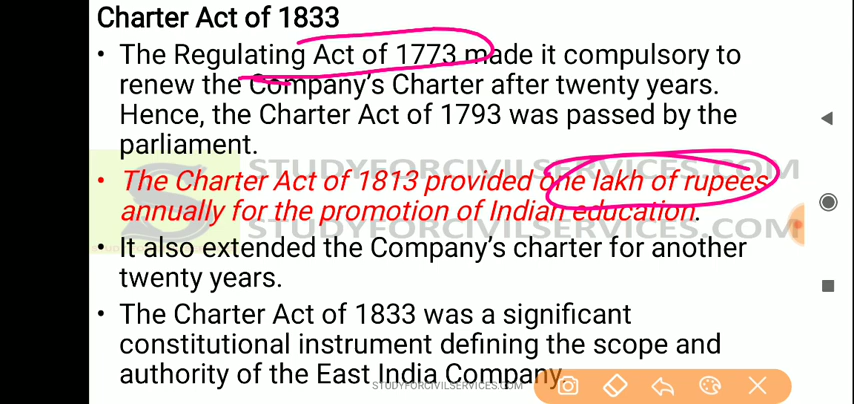 Charter Act of 1833
• The Regulating Act of 1773 made it compulsory to
renew the Company's Charter after twenty years.
Hence, the Charter Act of 1793 was passed by the
parliament.
STUDYFORCIVILSERVICES.COM
• The Charter Act of 1813 provided one lakh of rupees
annually for the promotion of Indian education.
STUDYFORCIVILSERVICES.COM
• It also extended the Company's charter for another
twenty years.
• The Charter Act of 1833 was a significant
constitutional instrument defining the scope and
authority of the East India Company.
STUDYFORCIVILSERVICES.COM